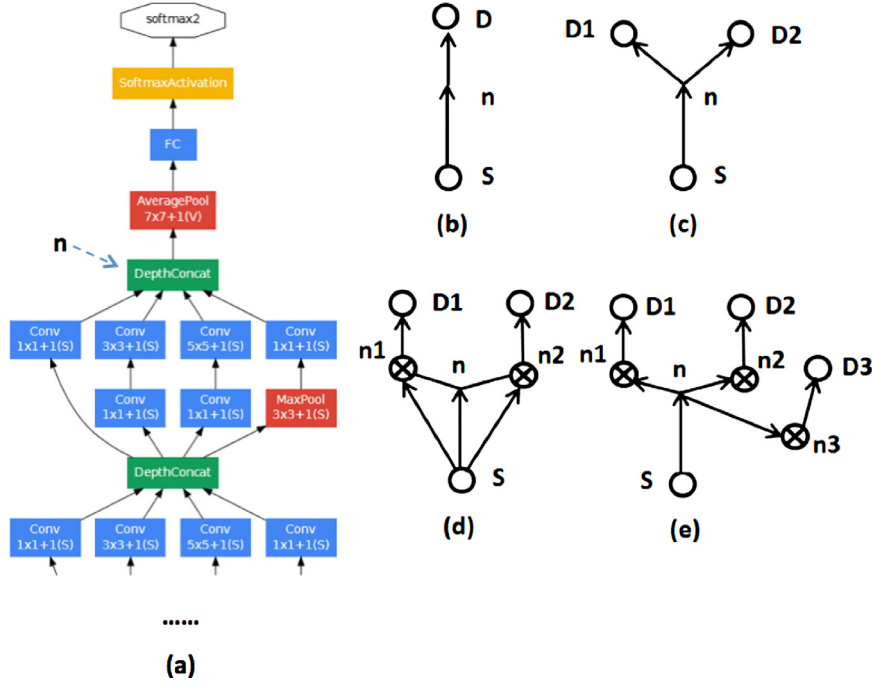 softmax2
SoftmaxActivation
FC
AveragePool
7x7+1(V)
n
DepthConcat
Conv
1x1+1(S)
Conv
3x3+1(S)
Conv
5x5+1(S)
Conv
1x1+1(S)
Conv
1x1+1(S)
Conv
1x1+1(S)
MaxPool
3x3+1(S)
DepthConcat
Conv
1x1+1(S)
Conv
3x3+1(S)
Conv
5x5+1(S)
Conv
1x1+1(S)
......
(a)
D
n
S
(b)
D1
D2
n
S
(c)
D1
D2
n1
n
n2
S
(d)
D1
D2
n1
n
n2
D3
n3
S
(e)